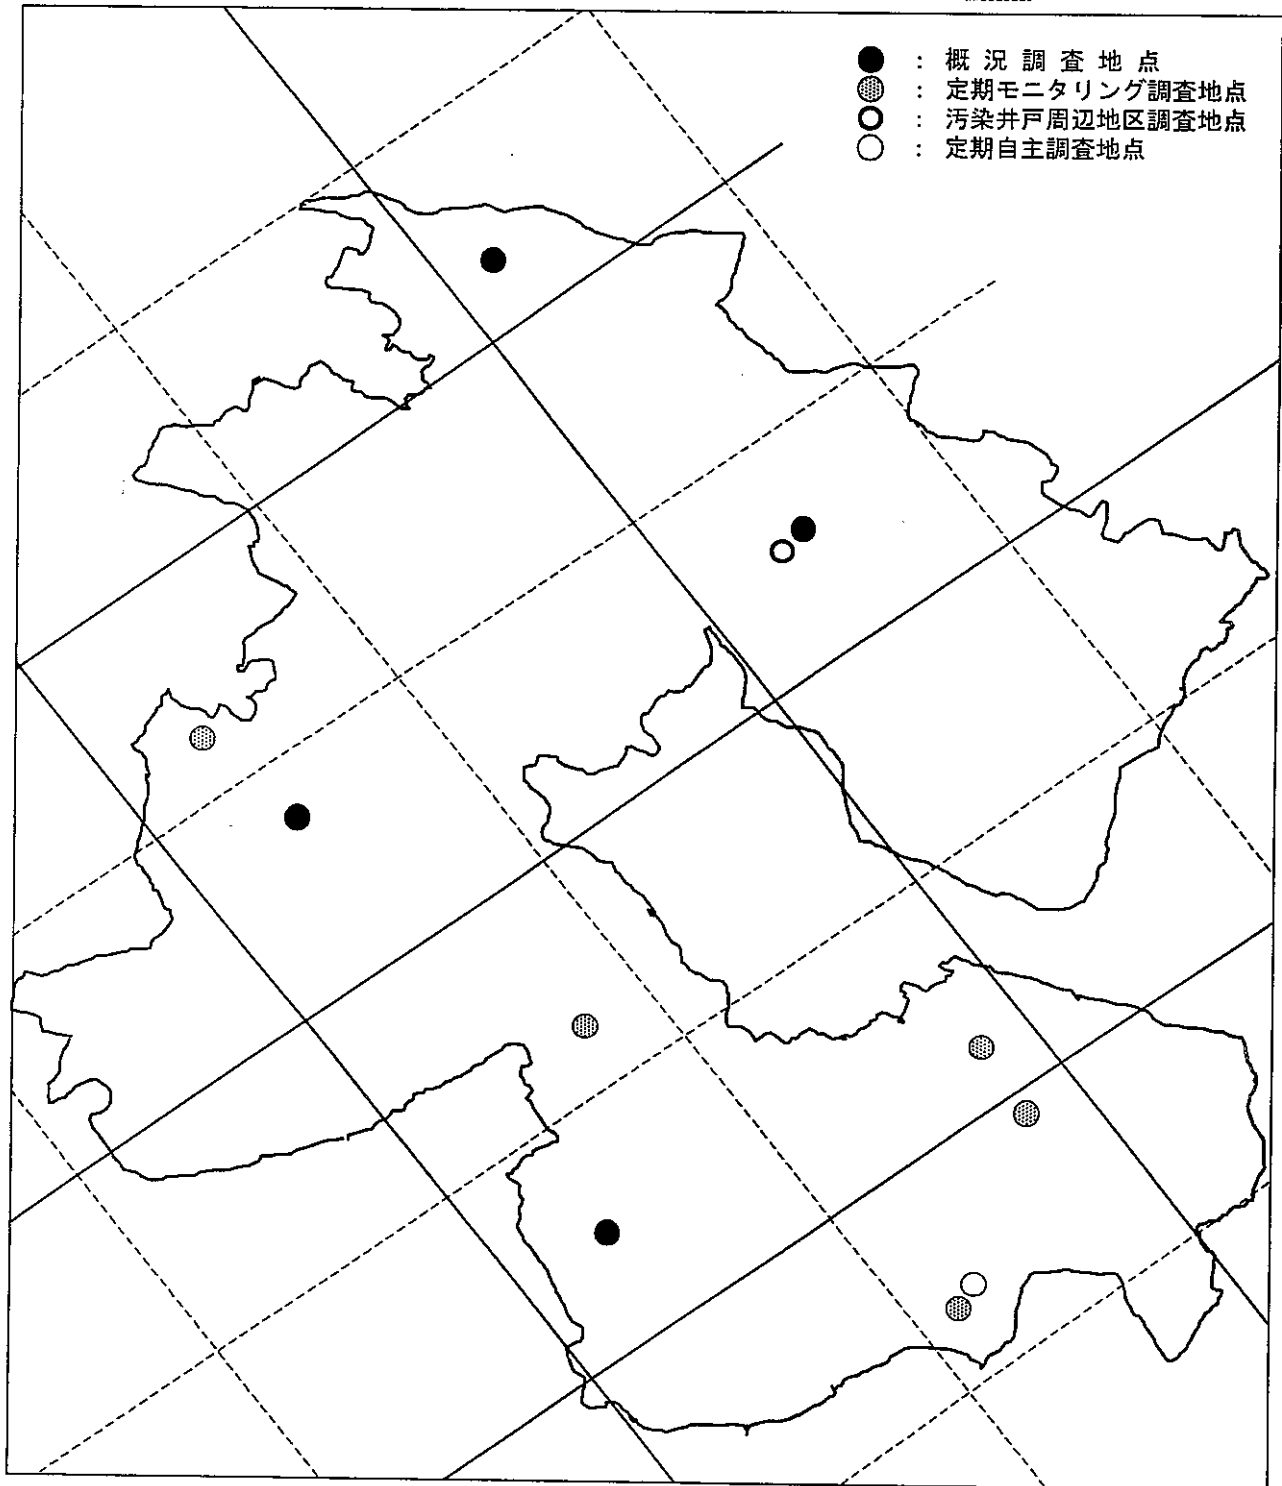 ● : 概況調査地点
: 定期モニタリング調査地点
: 汚染井戸周辺地区調査地点
○ : 定期自主調査地点